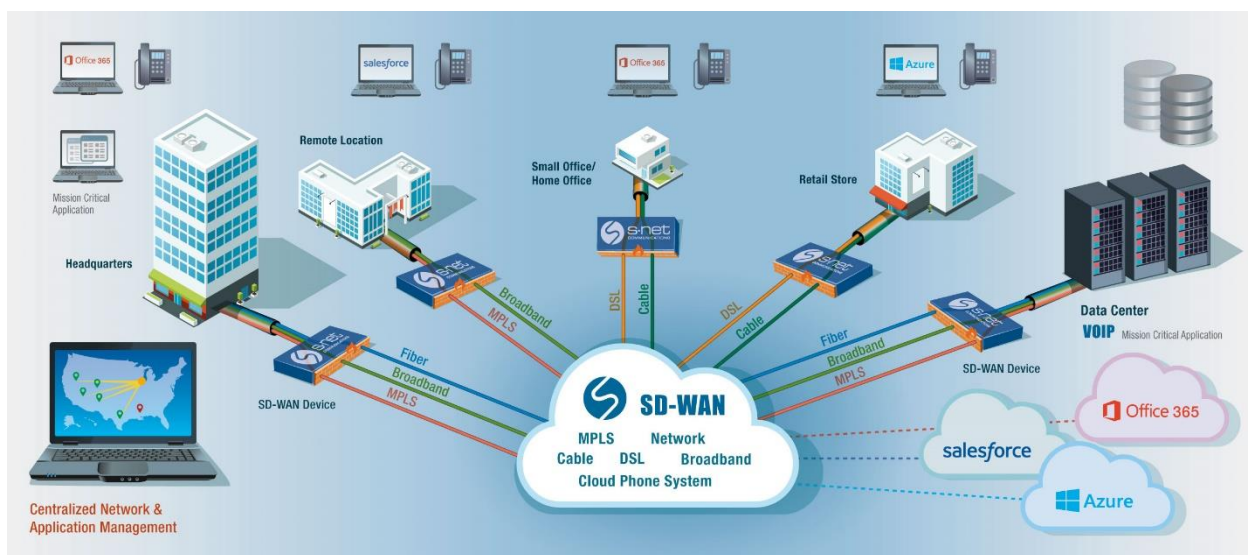 Office 365
salesforce
Office 365
Azure
Mission Critical
Application
Headquarters
Remote Location
Small Office/
Home Office
Retail Store
s·net
COMMUNICATIONS
s·net
s·net
s·net
s·net
SD-WAN Device
Fiber
Broadband
MPLS
Broadband
MPLS
DSL
Cable
DSL
Cable
Fiber
Broadband
MPLS
SD-WAN Device
Data Center
VOIP Mission Critical Application
Centralized Network &
Application Management
SD-WAN
MPLS Network
Cable DSL Broadband
Cloud Phone System
Office 365
salesforce
Azure